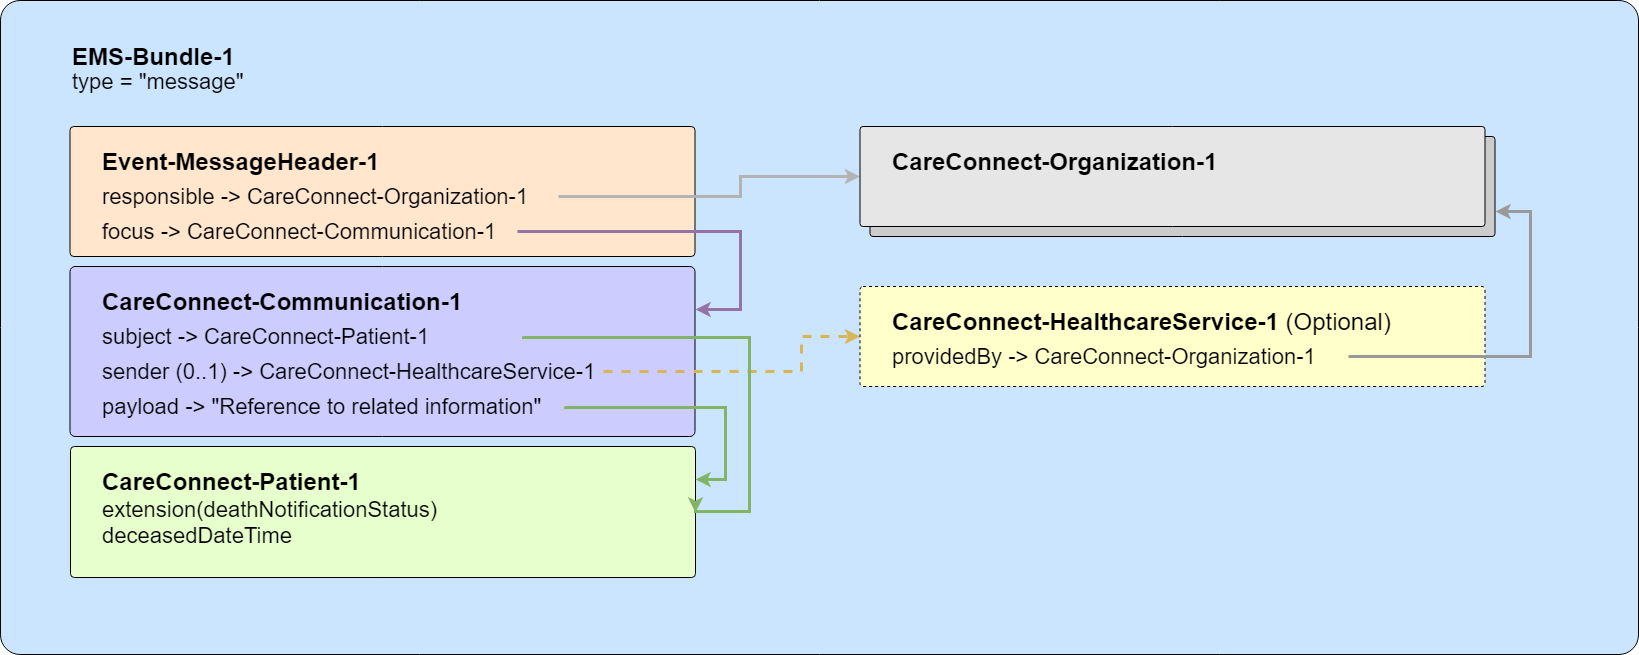 EMS-Bundle-1
type = "message"
Event-MessageHeader-1
responsible -> CareConnect-Organization-1
focus -> CareConnect-Communication-1
CareConnect-Communication-1
subject -> CareConnect-Patient-1
sender (0..1) -> CareConnect-HealthcareService-1
payload -> "Reference to related information"
CareConnect-Patient-1
extension(deathNotificationStatus)
deceasedDateTime
CareConnect-Organization-1
CareConnect-HealthcareService-1 (Optional)
providedBy -> CareConnect-Organization-1